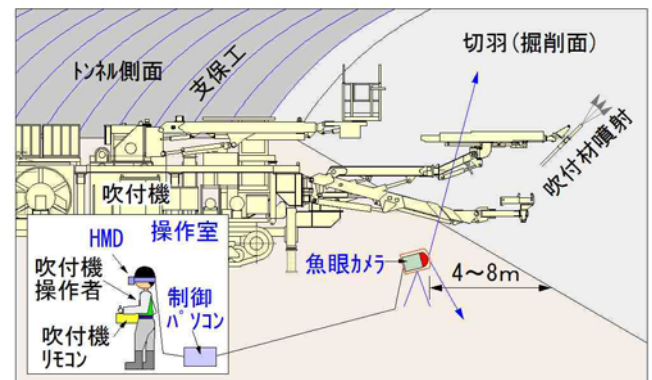 切羽(掘削面)
トンネル側面
支保工
吹付材噴射
吹付機
操作室
HMD
吹付機
操作者
制御
パソコン
吹付機
リモコン
魚眼カメラ
4～8m